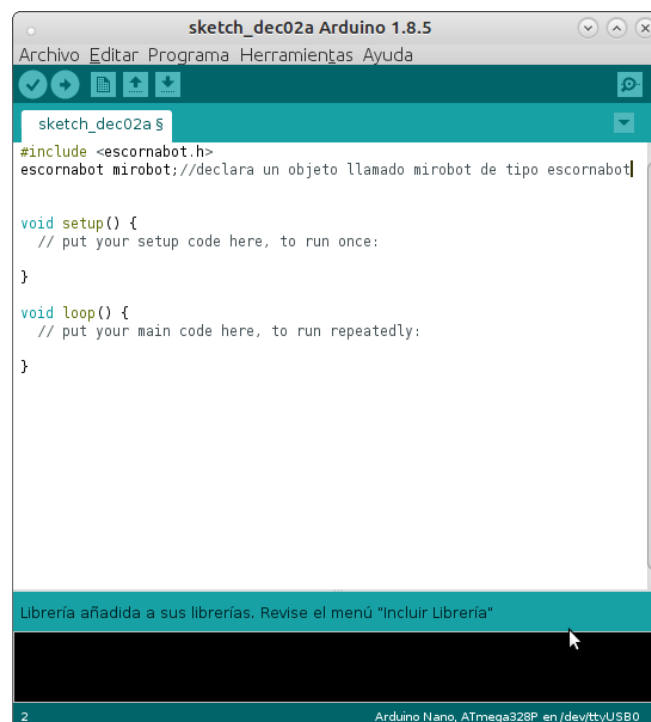 sketch_dec02a Arduino 1.8.5
Archivo Editar Programa Herramientas Ayuda
sketch_dec02a §
#include <escornabot.h>
escornabot mirobot;//declara un objeto llamado mirobot de tipo escornabot
void setup() {
// put your setup code here, to run once:
}
void loop() {
// put your main code here, to run repeatedly:
}
Librería añadida a sus librerías. Revise el menú "Incluir Librería"
2 Arduino Nano, ATmega328P en /dev/ttyUSB0